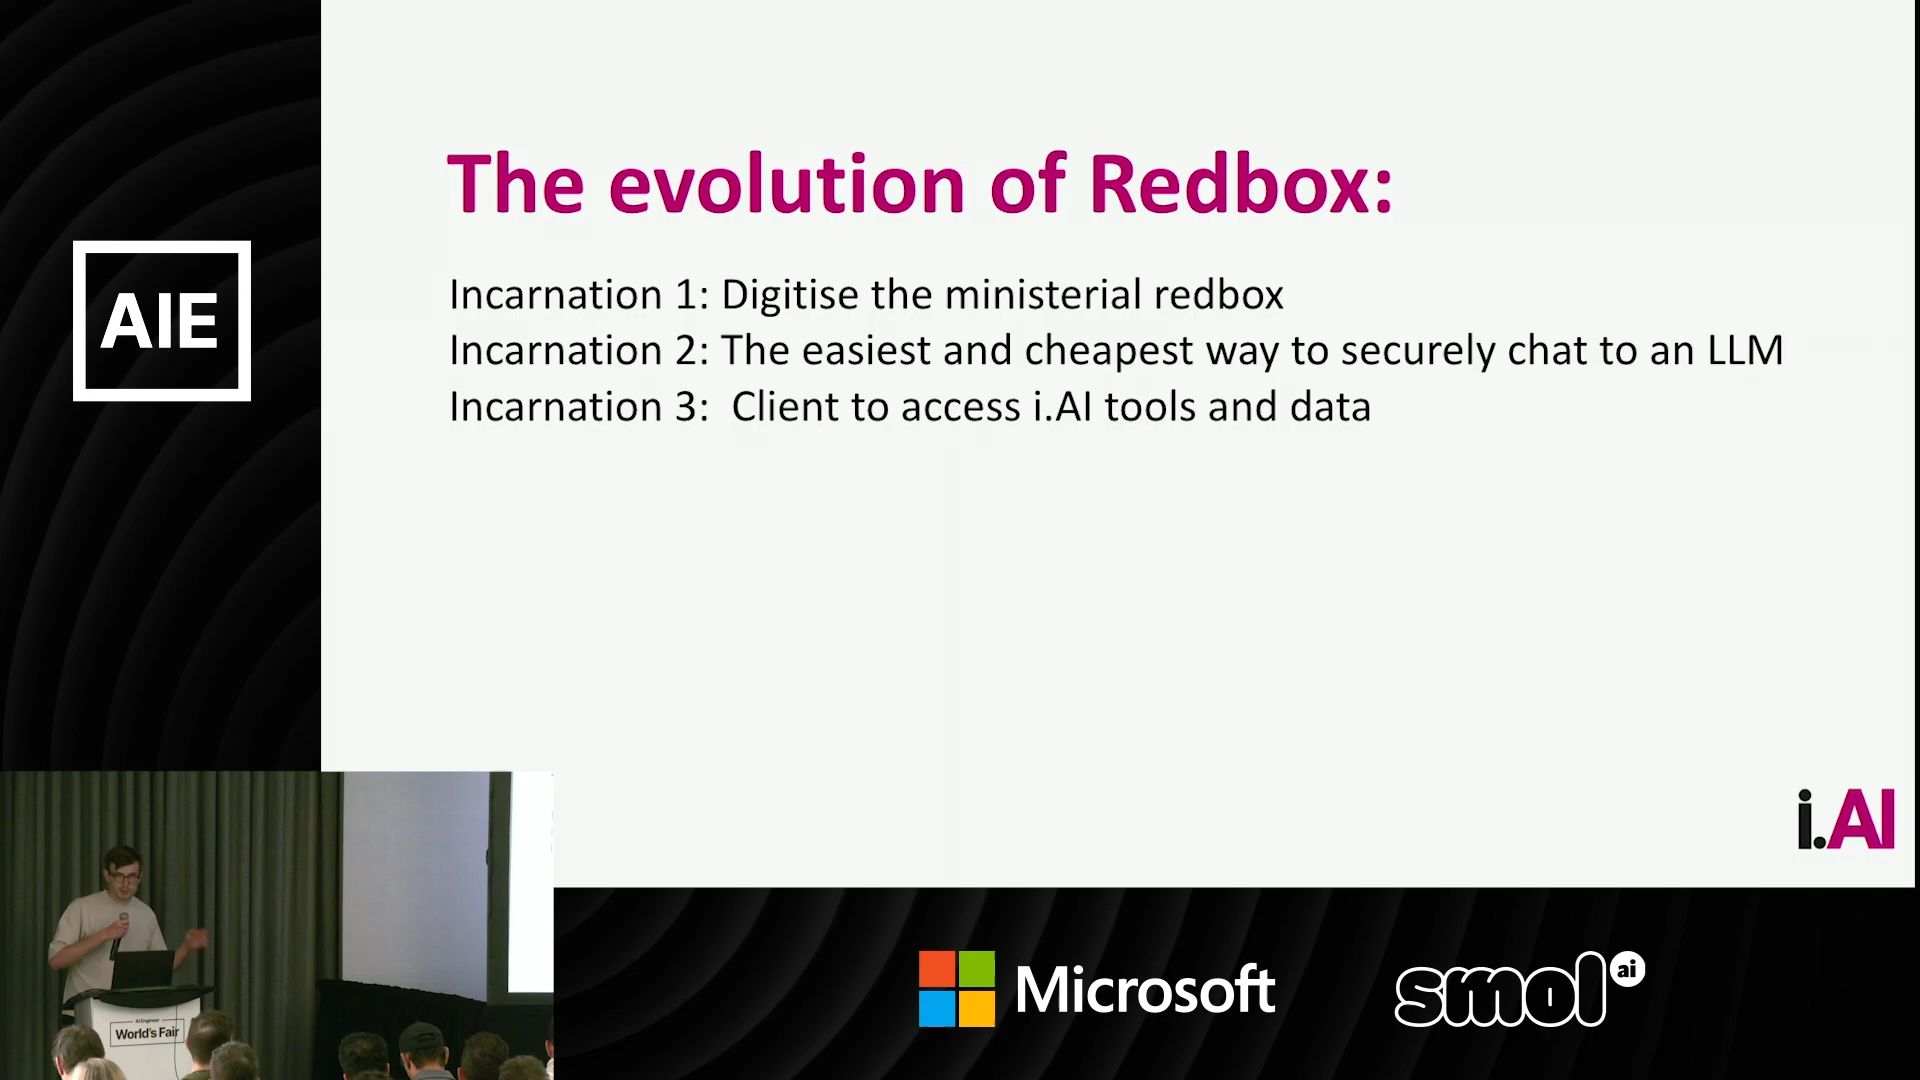 The evolution of Redbox:
Incarnation 1: Digitise the ministerial redbox
Incarnation 2: The easiest and cheapest way to securely chat to an LLM
Incarnation 3: Client to access i.AI tools and data
AIE
i.AI
AI Engineer
World's Fair
Microsoft
smol ai